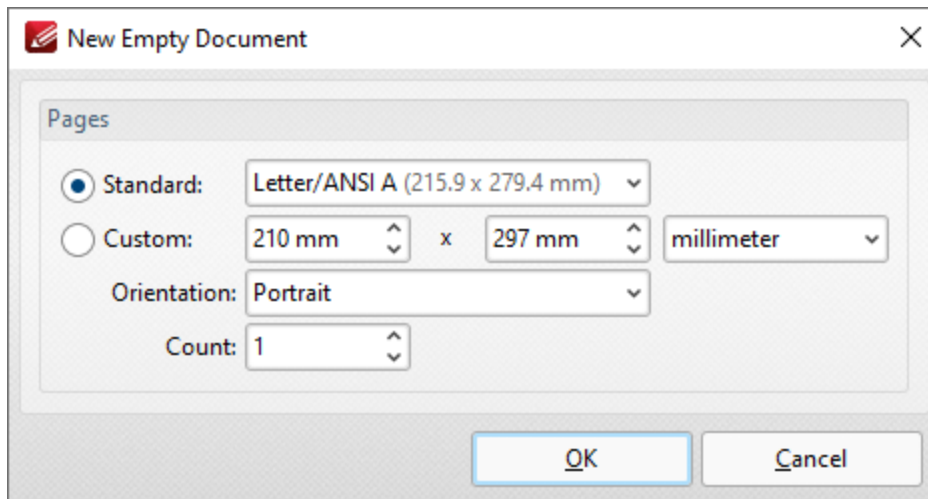 New Empty Document
Pages
Standard: Letter/ANSI A (215.9 x 279.4 mm)
Custom: 210 mm x 297 mm millimeter
Orientation: Portrait
Count: 1
OK Cancel